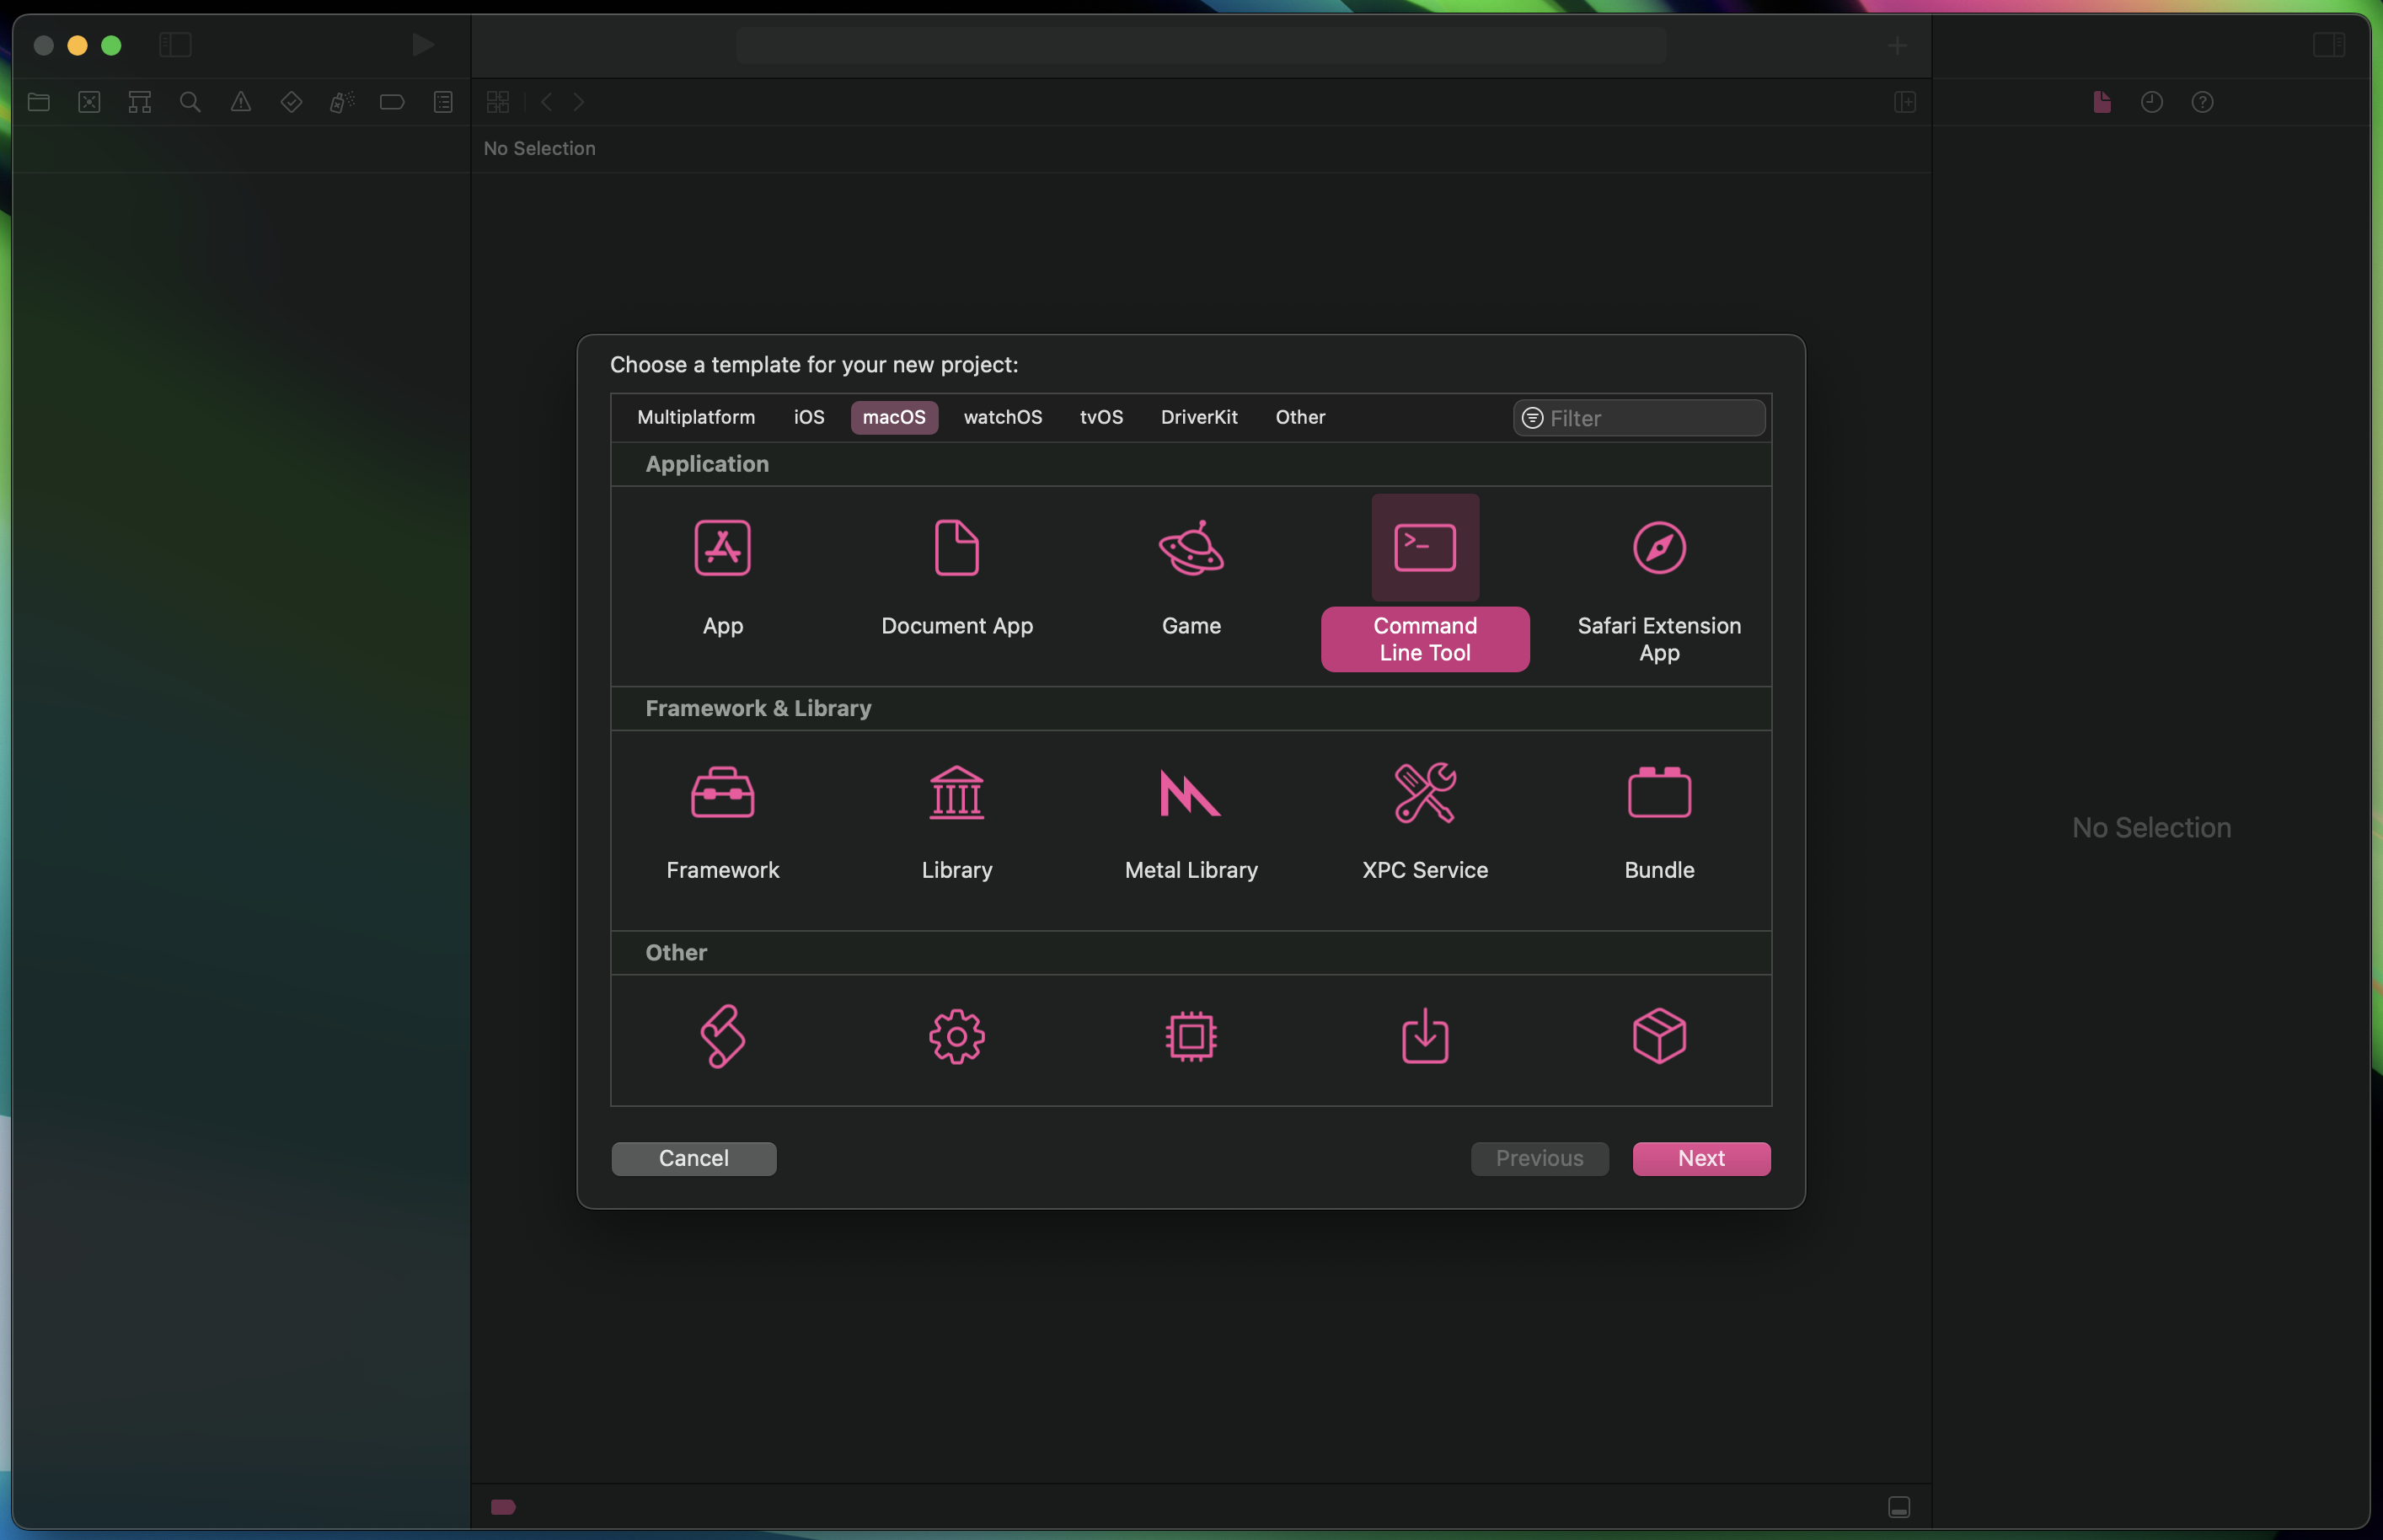 No Selection
Choose a template for your new project:
Multiplatform iOS macOS watchOS tvOS DriverKit Other Filter
Application
App Document App Game Command Line Tool Safari Extension App
Framework & Library
Framework Library Metal Library XPC Service Bundle
No Selection
Other
Cancel Previous Next